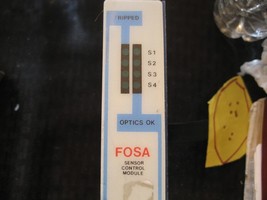 TRIPPED
S1
S2
S3
S4
OPTICS OK
FOSA
SENSOR
CONTROL
MODULE